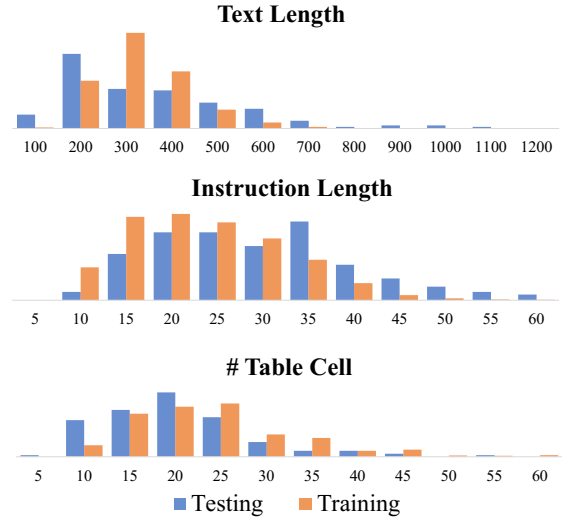 Text Length
100 200 300 400 500 600 700 800 900 1000 1100 1200
Instruction Length
5 10 15 20 25 30 35 40 45 50 55 60
# Table Cell
5 10 15 20 25 30 35 40 45 50 55 60
Testing Training